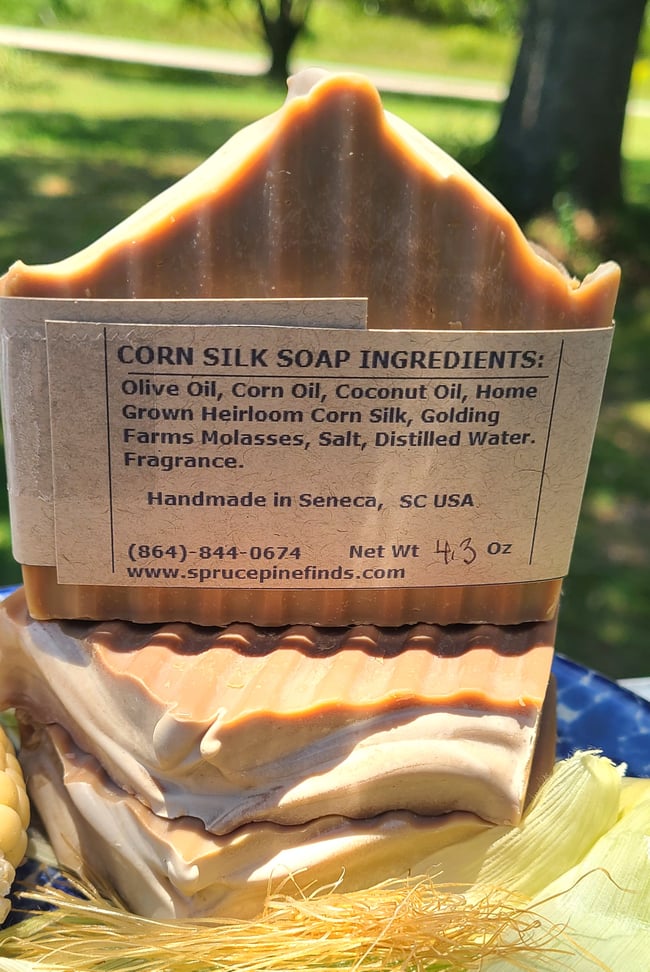 CORN SILK SOAP INGREDIENTS:
Olive Oil, Corn Oil, Coconut Oil, Home
Grown Heirloom Corn Silk, Golding
Farms Molasses, Salt, Distilled Water.
Fragrance.
Handmade in Seneca, SC USA
(864)-844-0674 Net Wt 4.3 Oz
www.sprucepinefinds.com